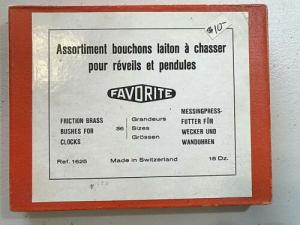 $10-
Assortiment bouchons laiton à chasser
pour réveils et pendules
FAVORITE
FRICTION BRASS
BUSHES FOR
CLOCKS
36
Grandeurs
Sizes
Grössen
MESSINGPRESS-
FUTTER FÜR
WECKER UND
WANDUHREN
Ref. 1625
Made in Switzerland
18 Dz.